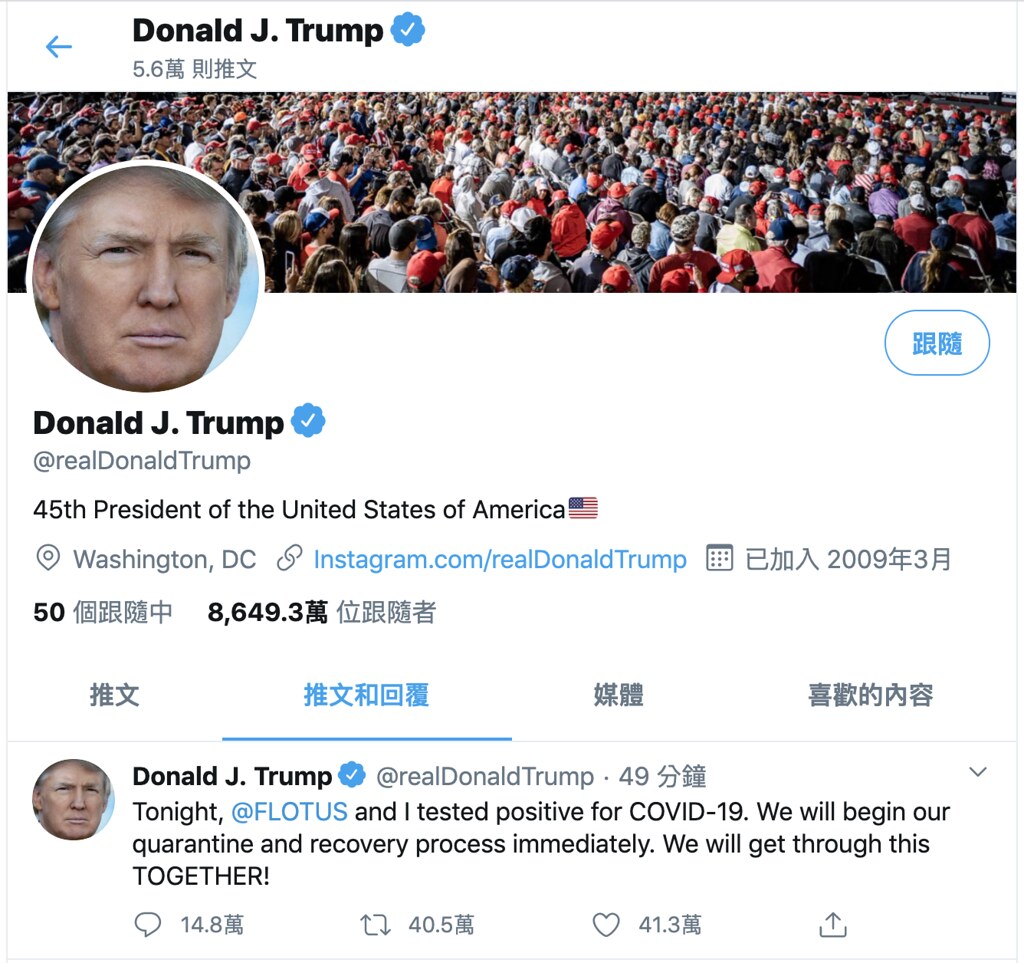 Donald J. Trump
5.6萬 則推文
跟隨
Donald J. Trump
@realDonaldTrump
45th President of the United States of America🇺🇸
Washington, DC Instagram.com/realDonaldTrump 已加入 2009年3月
50 個跟隨中 8,649.3萬 位跟隨者
推文 推文和回覆 媒體 喜歡的內容
Donald J. Trump @realDonaldTrump · 49 分鐘
Tonight, @FLOTUS and I tested positive for COVID-19. We will begin our
quarantine and recovery process immediately. We will get through this
TOGETHER!
14.8萬 40.5萬 41.3萬